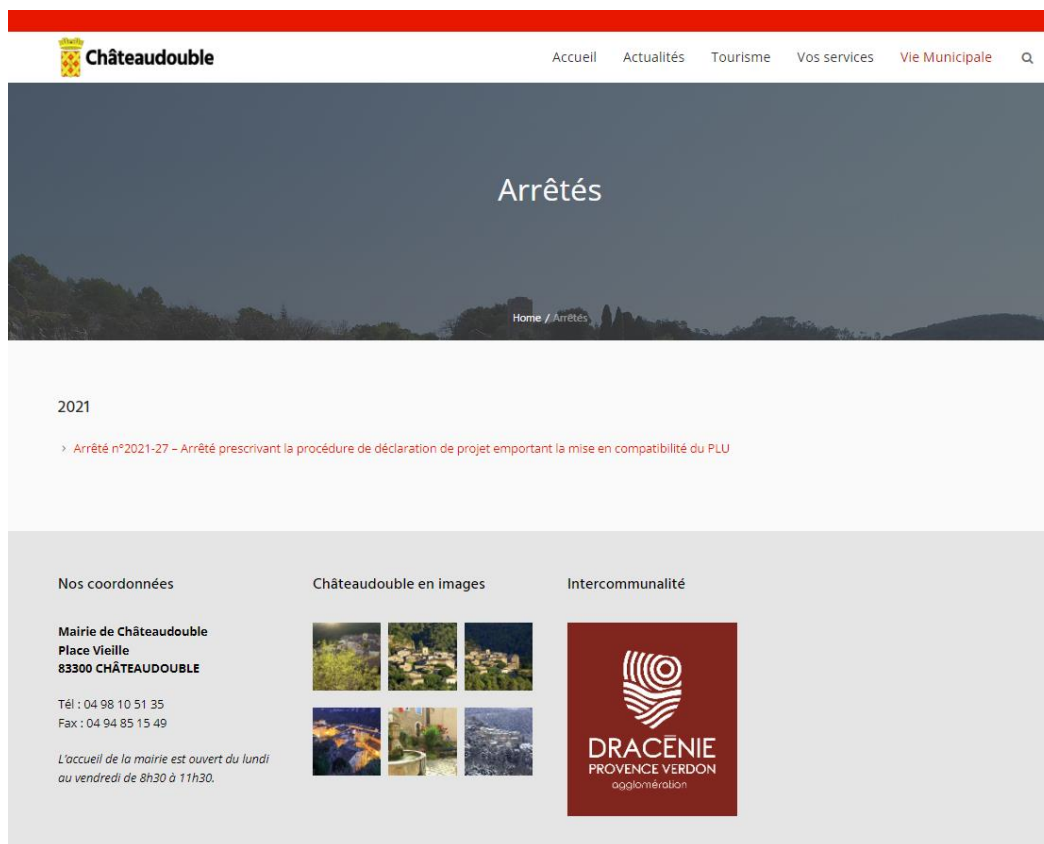 Châteaudouble
Accueil Actualités Tourisme Vos services Vie Municipale
Arrêtés
Home / Arrêtés
2021
> Arrêté n°2021-27 – Arrêté prescrivant la procédure de déclaration de projet emportant la mise en compatibilité du PLU
Nos coordonnées
Mairie de Châteaudouble
Place Vieille
83300 CHÂTEAUDOUBLE
Tél : 04 98 10 51 35
Fax : 04 94 85 15 49
L'accueil de la mairie est ouvert du lundi
au vendredi de 8h30 à 11h30.
Châteaudouble en images
Intercommunalité
DRACĒNIE
PROVENCE VERDON
agglomération